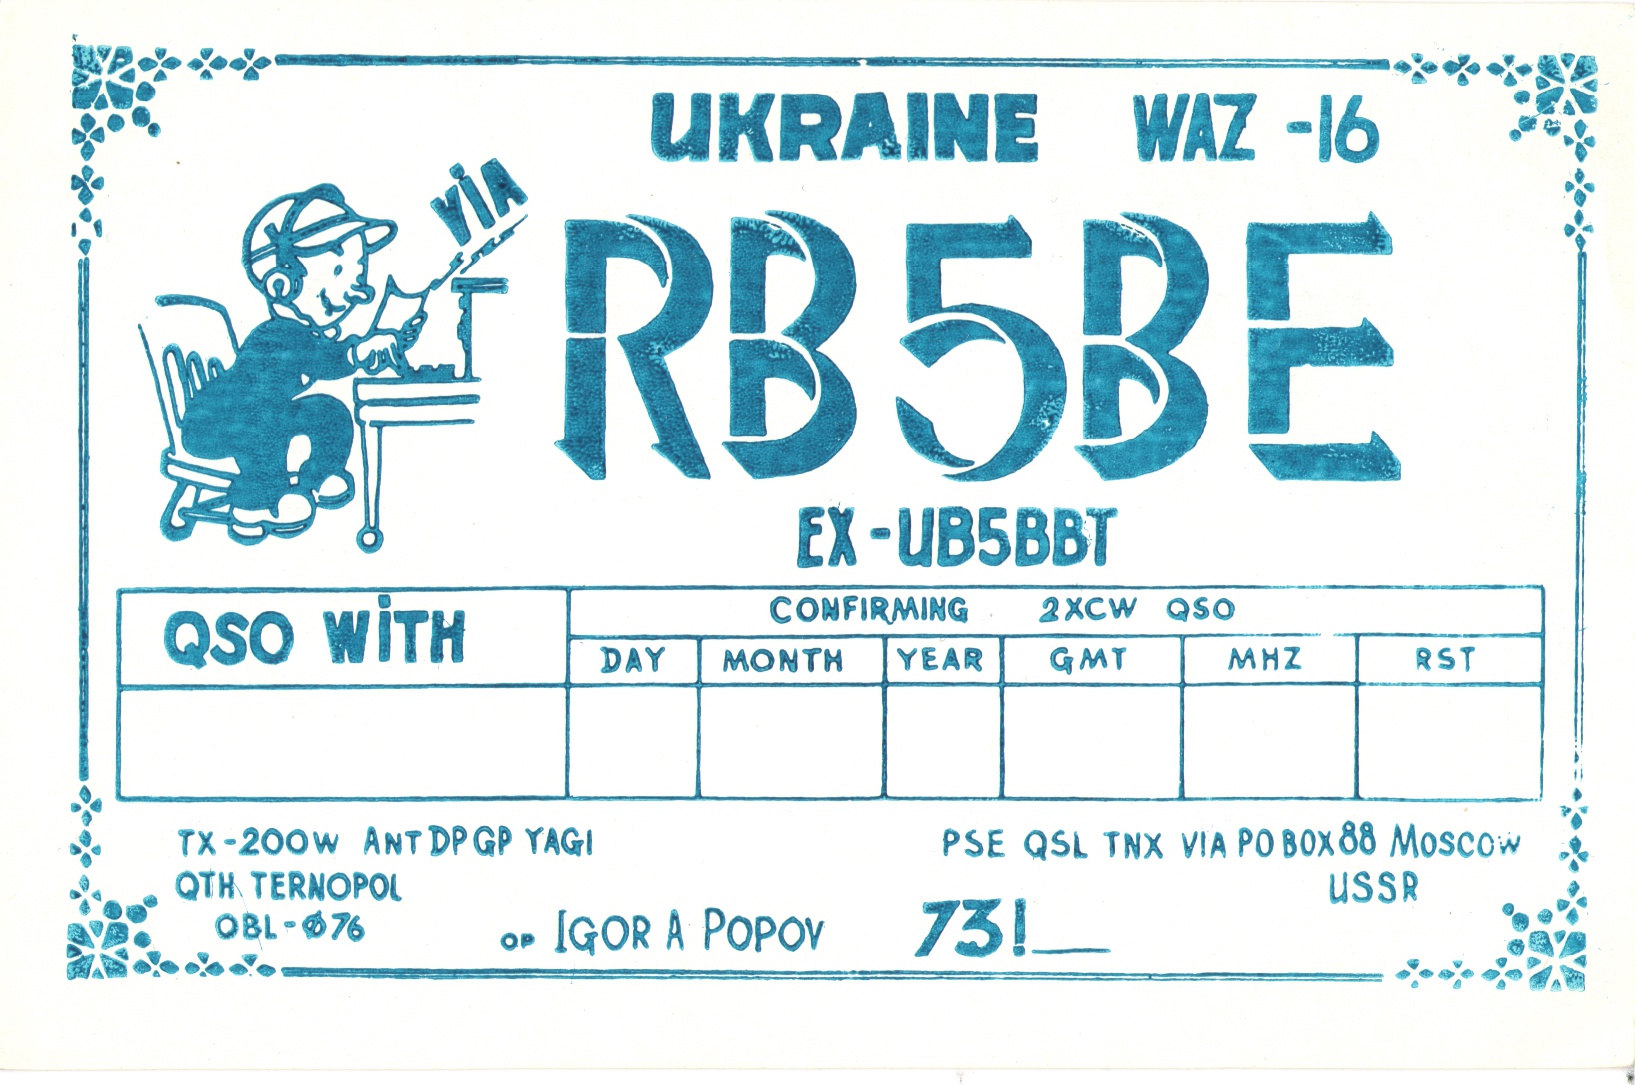 UKRAINE WAZ -16
VIA
RB5BE
EX-UB5BBT
QSO WITH
CONFIRMING 2XCW QSO
DAY MONTH YEAR GMT MHZ RST
TX-200W ANT DP GP YAGI
PSE QSL TNX VIA PO BOX 88 MOSCOW
QTH TERNOPOL
USSR
OBL-Ø76
OP IGOR A POPOV 73!